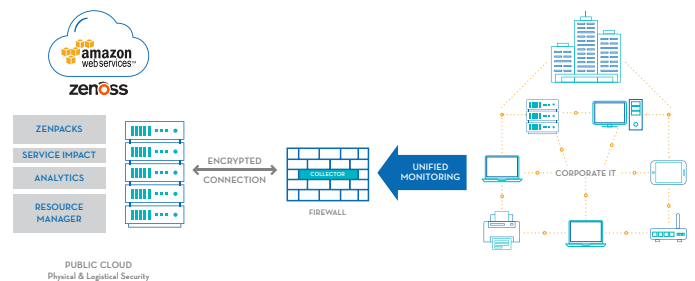 amazon
webservices™
zenoss
ZENPACKS
SERVICE IMPACT
ANALYTICS
RESOURCE
MANAGER
ENCRYPTED
CONNECTION
COLLECTOR
FIREWALL
UNIFIED
MONITORING
CORPORATE IT
PUBLIC CLOUD
Physical & Logistical Security